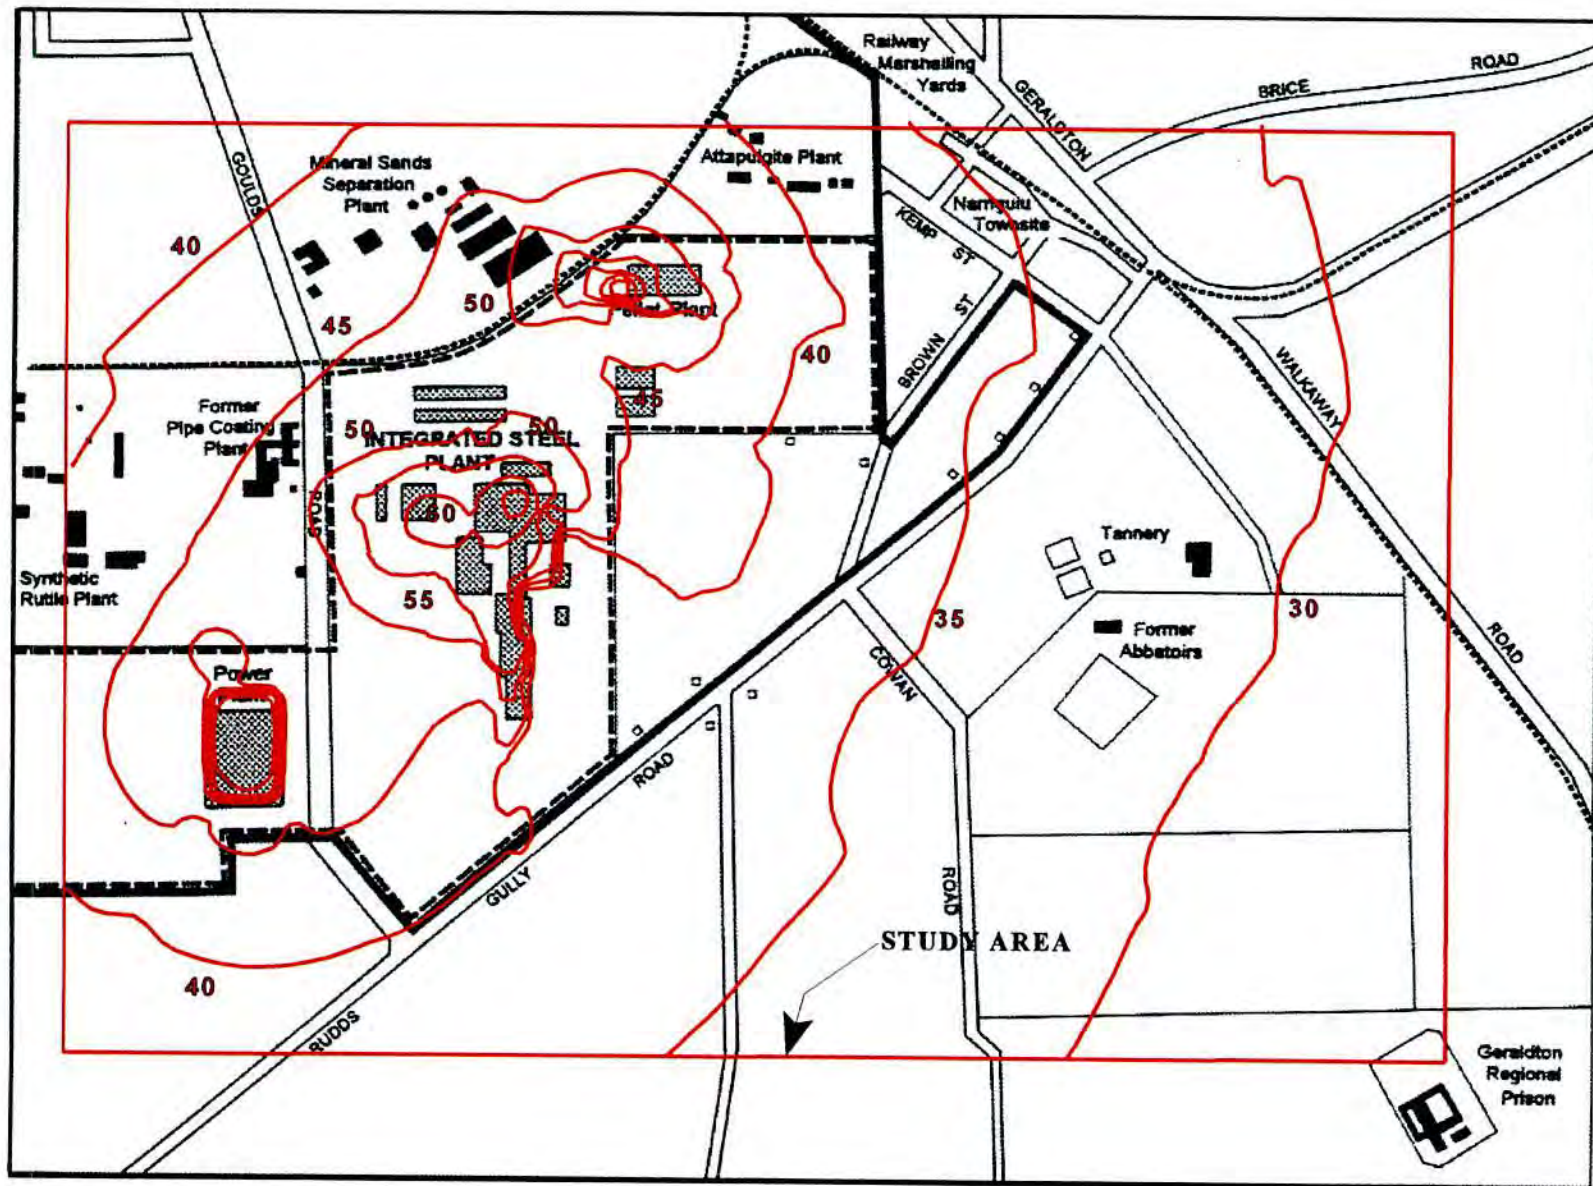 Railway
Marshalling
Yards
GERALDTON
BRICE
ROAD
GOULDS
Mineral Sands
Separation
Plant
Attapulgite Plant
Narngulu
Townsite
KEMP ST
40
50
45
Pellet Plant
40
BROWN ST
WALKAWAY
Former
Pipe Coating
Plant
50
50
45
INTEGRATED STEEL
PLANT
ROAD
60
Tannery
Synthetic
Rutile Plant
55
35
30
Former
Abbatoirs
ROAD
COWAN
Power
ROAD
GULLY
ROAD
STUDY AREA
40
RUDDS
Geraldton
Regional
Prison